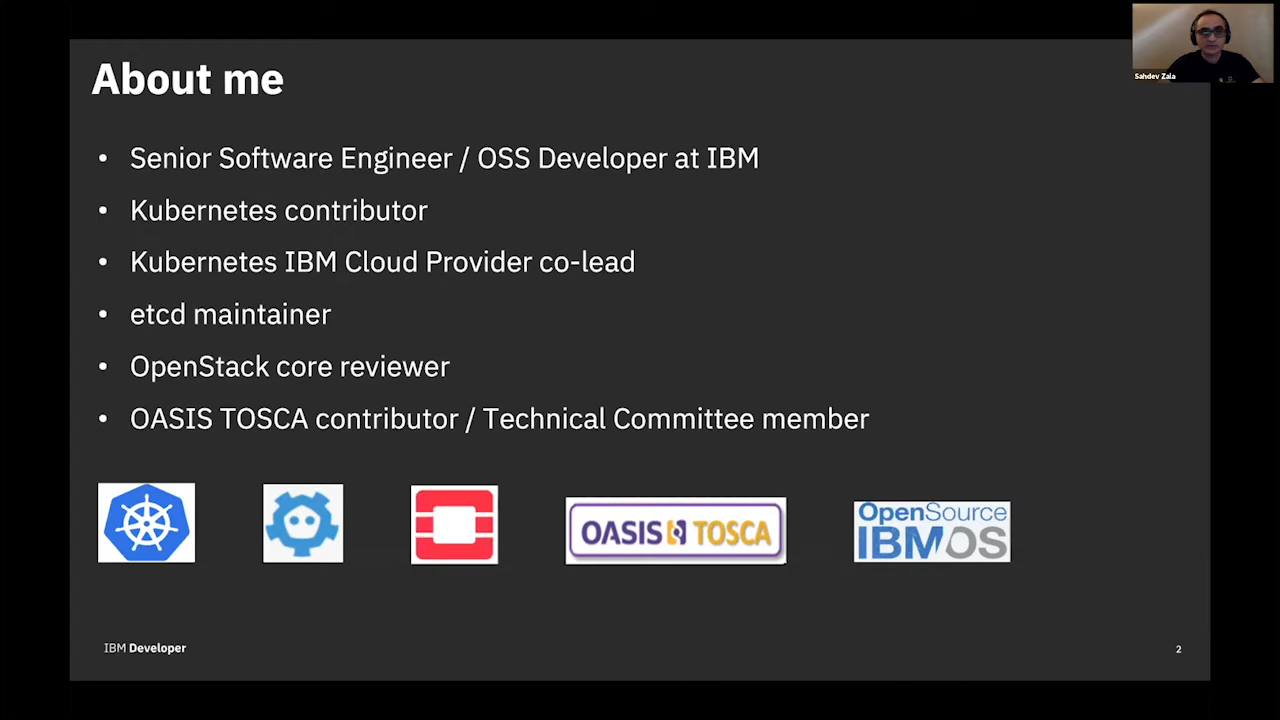 Sahdev Zala
About me
• Senior Software Engineer / OSS Developer at IBM
• Kubernetes contributor
• Kubernetes IBM Cloud Provider co-lead
• etcd maintainer
• OpenStack core reviewer
• OASIS TOSCA contributor / Technical Committee member
OASIS TOSCA
OpenSource
IBM OS
IBM Developer
2